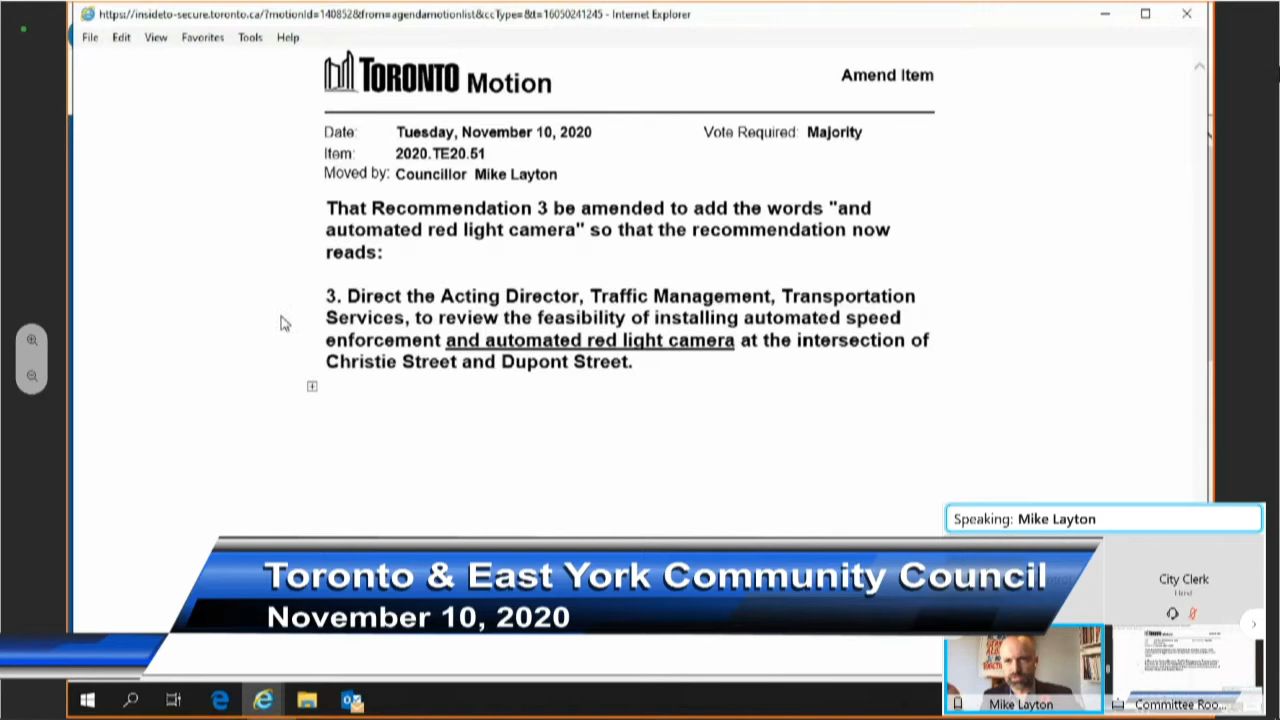 https://insideto-secure.toronto.ca/?motionId=140852&from=agendamotionlist&ccType=&t=16050241245 - Internet Explorer
File Edit View Favorites Tools Help
TORONTO Motion
Amend Item
Date: Tuesday, November 10, 2020
Vote Required: Majority
Item: 2020.TE20.51
Moved by: Councillor Mike Layton
That Recommendation 3 be amended to add the words "and
automated red light camera" so that the recommendation now
reads:
3. Direct the Acting Director, Traffic Management, Transportation
Services, to review the feasibility of installing automated speed
enforcement and automated red light camera at the intersection of
Christie Street and Dupont Street.
Speaking: Mike Layton
Toronto & East York Community Council
November 10, 2020
City Clerk
Host
Mike Layton
Committee Roo...